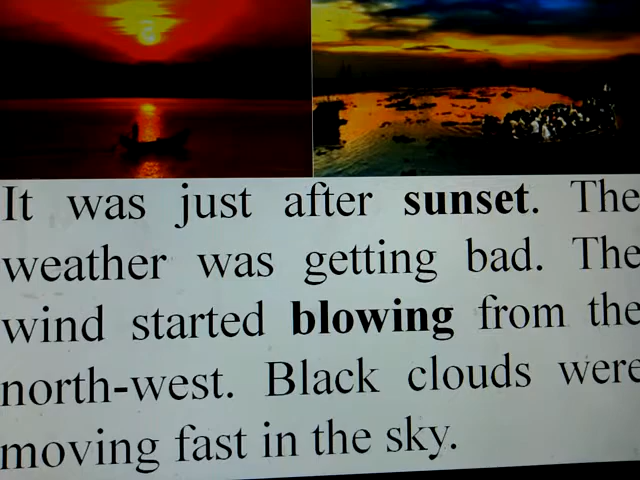 It was just after sunset. The
weather was getting bad. The
wind started blowing from the
north-west. Black clouds were
moving fast in the sky.